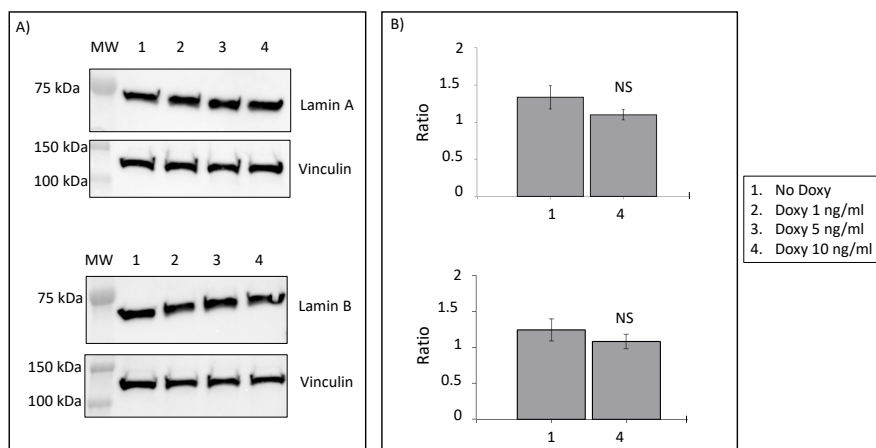 A)
MW 1 2 3 4
75 kDa
Lamin A
150 kDa
Vinculin
100 kDa
MW 1 2 3 4
75 kDa
Lamin B
150 kDa
Vinculin
100 kDa
B)
2
1.5
1
0.5
0
Ratio
NS
1 4
2
1.5
1
0.5
0
Ratio
NS
1 4
1. No Doxy
2. Doxy 1 ng/ml
3. Doxy 5 ng/ml
4. Doxy 10 ng/ml